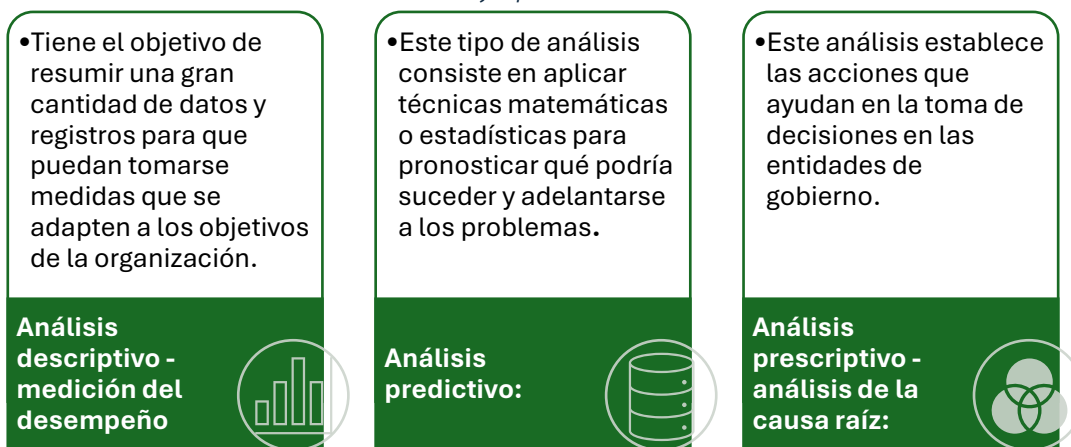 •Tiene el objetivo de
resumir una gran
cantidad de datos y
registros para que
puedan tomarse
medidas que se
adapten a los objetivos
de la organización.
Análisis
descriptivo -
medición del
desempeño
•Este tipo de análisis
consiste en aplicar
técnicas matemáticas
o estadísticas para
pronosticar qué podría
suceder y adelantarse
a los problemas.
Análisis
predictivo:
•Este análisis establece
las acciones que
ayudan en la toma de
decisiones en las
entidades de
gobierno.
Análisis
prescriptivo -
análisis de la
causa raíz: